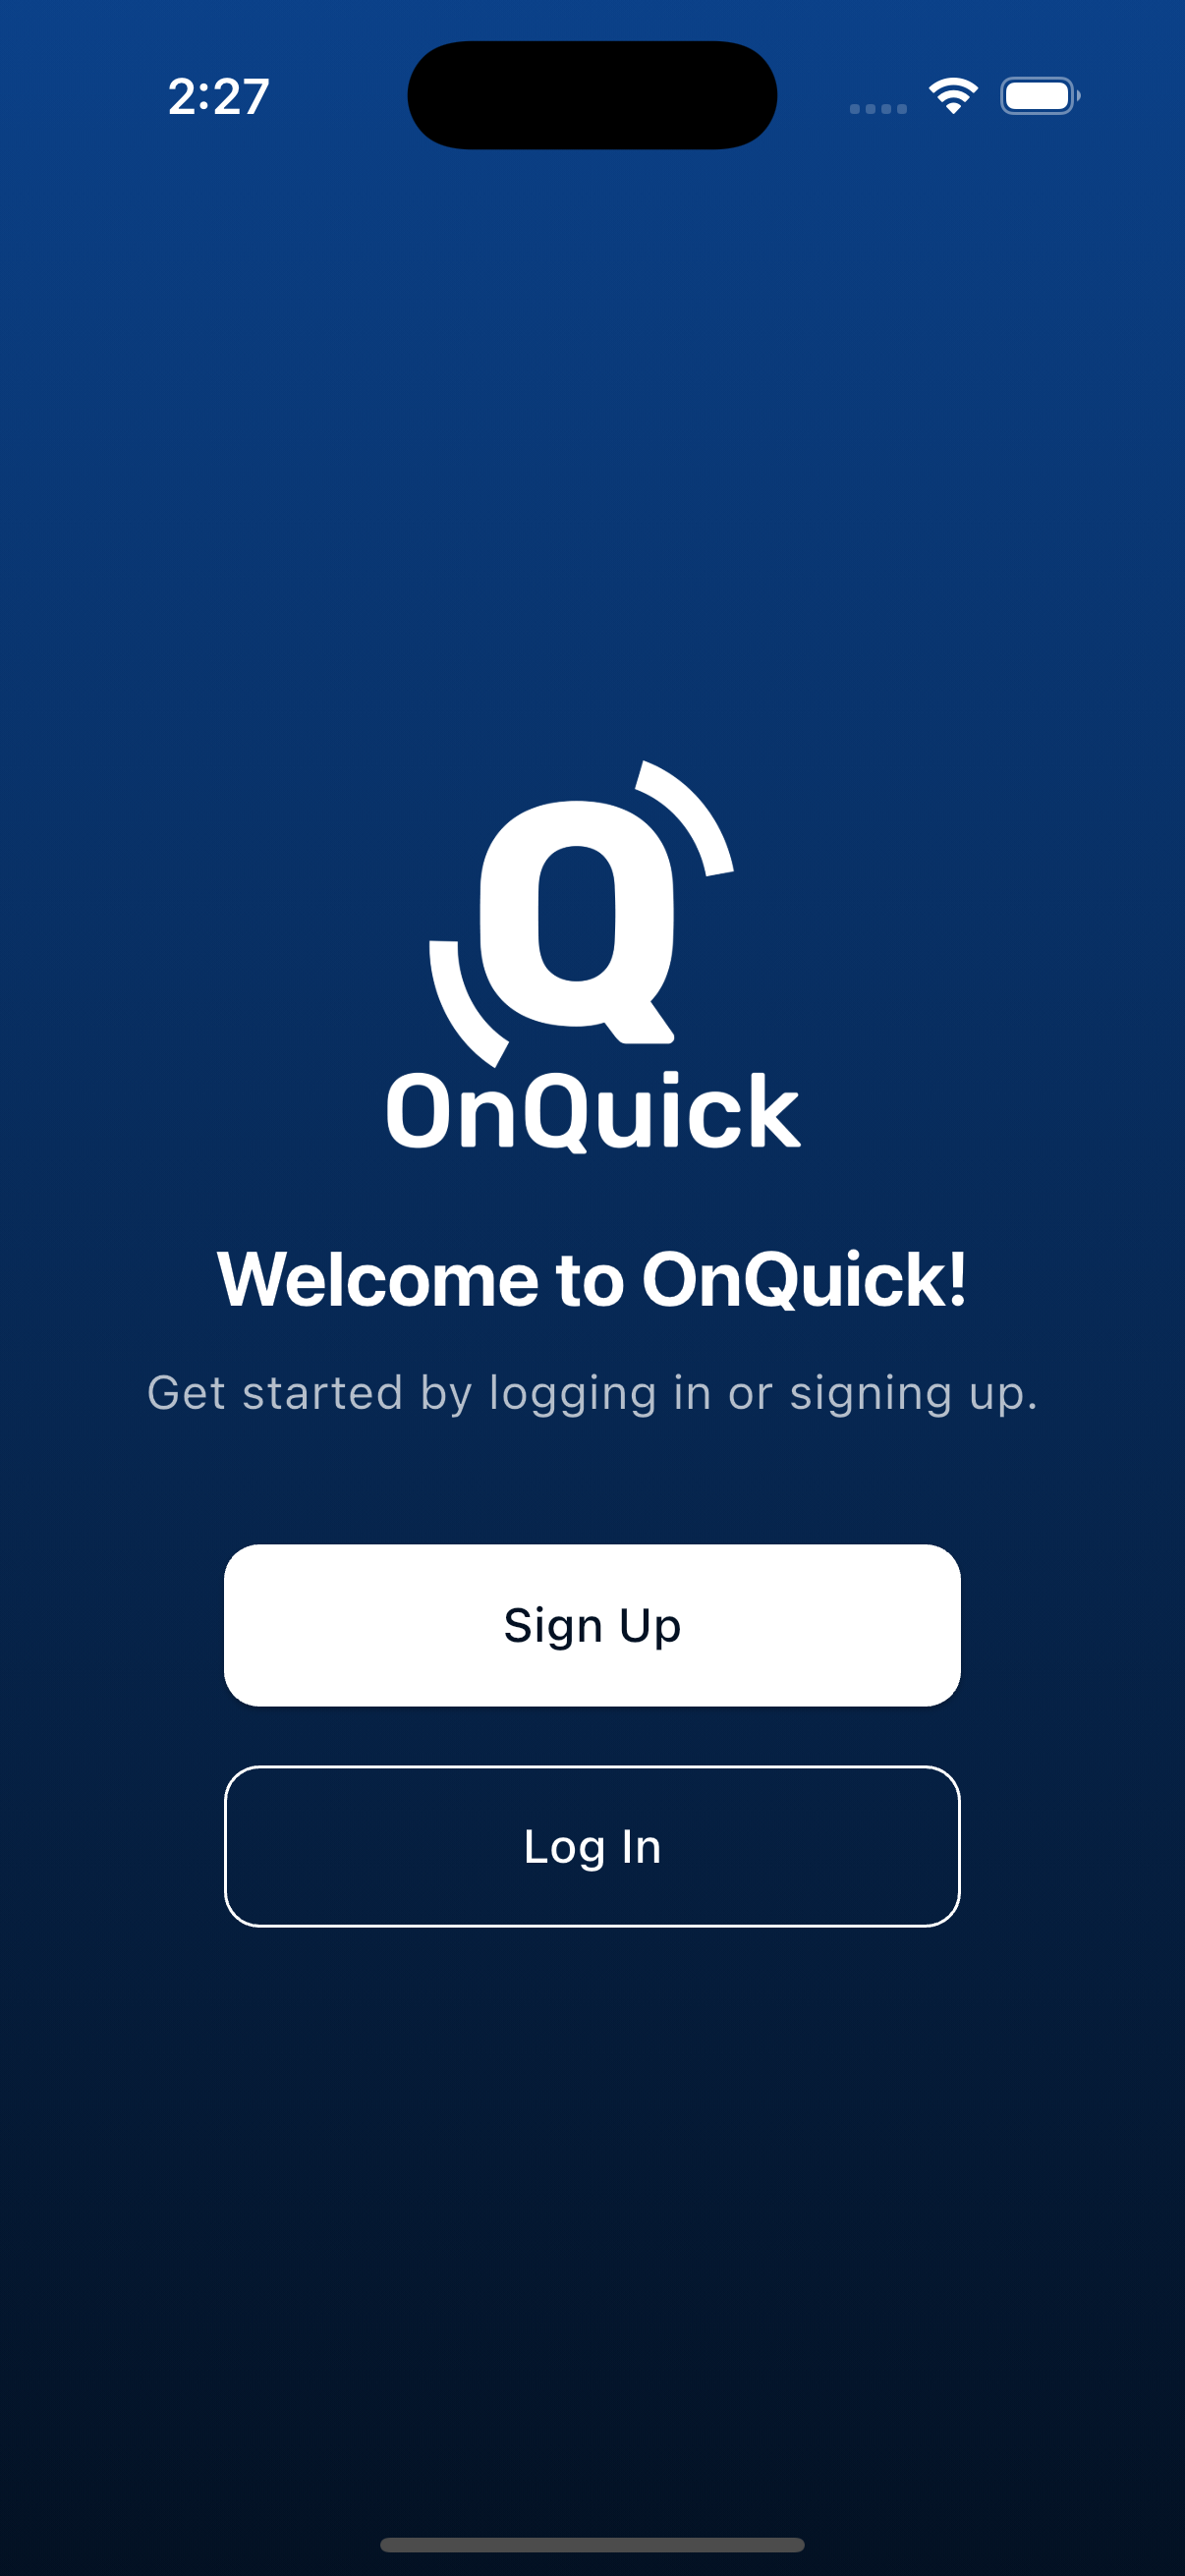 2:27
Q
OnQuick
Welcome to OnQuick!
Get started by logging in or signing up.
Sign Up
Log In